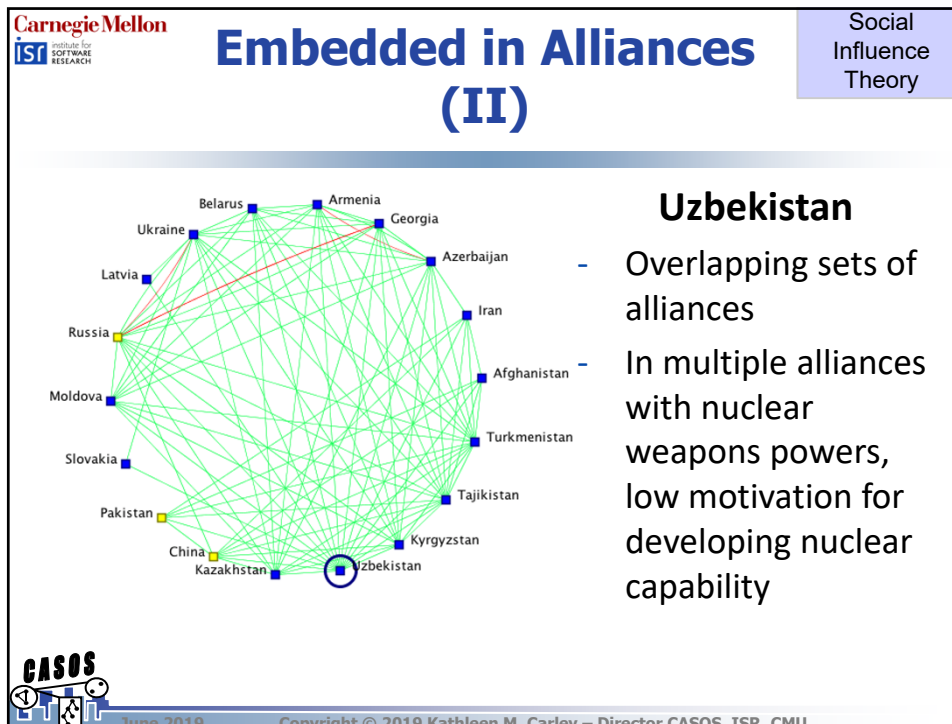 Carnegie Mellon
isr institute for
SOFTWARE
RESEARCH
Embedded in Alliances
(II)
Social
Influence
Theory
Belarus
Armenia
Georgia
Ukraine
Azerbaijan
Latvia
Iran
Russia
Afghanistan
Moldova
Turkmenistan
Slovakia
Tajikistan
Pakistan
Kyrgyzstan
China
Kazakhstan
Uzbekistan
Uzbekistan
- Overlapping sets of
alliances
- In multiple alliances
with nuclear
weapons powers,
low motivation for
developing nuclear
capability
CASOS
June 2019
Copyright © 2019 Kathleen M. Carley – Director CASOS, ISR, CMU